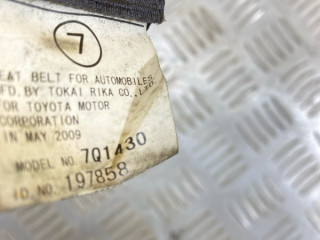 7
EAT BELT FOR AUTOMOBILES
FD. BY TOKAI RIKA CO., LTD.
OR TOYOTA MOTOR
CORPORATION
IN MAY 2009
MODEL NO. 7Q1430
ID. NO. 197858